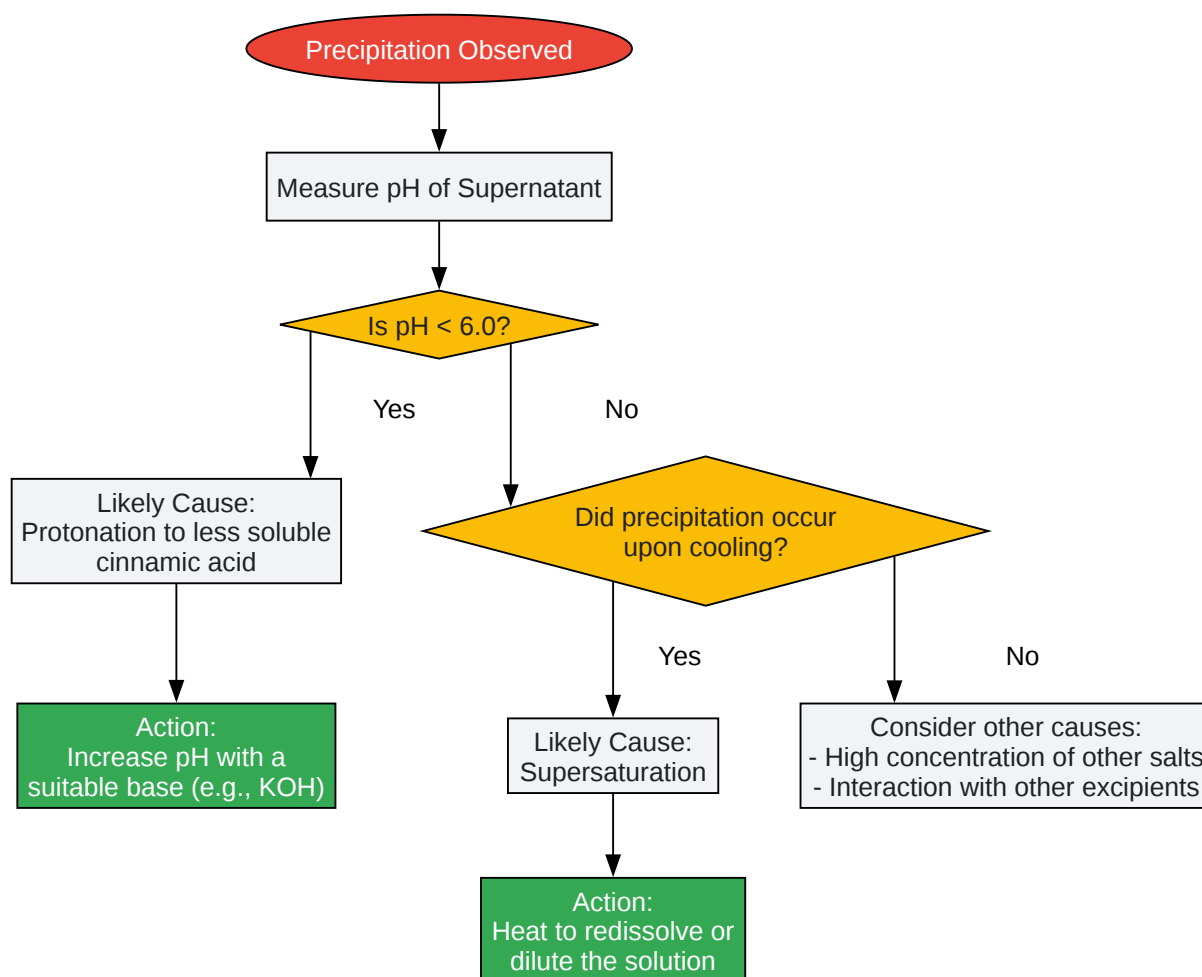 Precipitation Observed
Measure pH of Supernatant
Is pH < 6.0?
Yes
No
Likely Cause:
Protonation to less soluble
cinnamic acid
Did precipitation occur
upon cooling?
Yes
No
Action:
Increase pH with a
suitable base (e.g., KOH)
Likely Cause:
Supersaturation
Consider other causes:
- High concentration of other salts
- Interaction with other excipients
Action:
Heat to redissolve or
dilute the solution